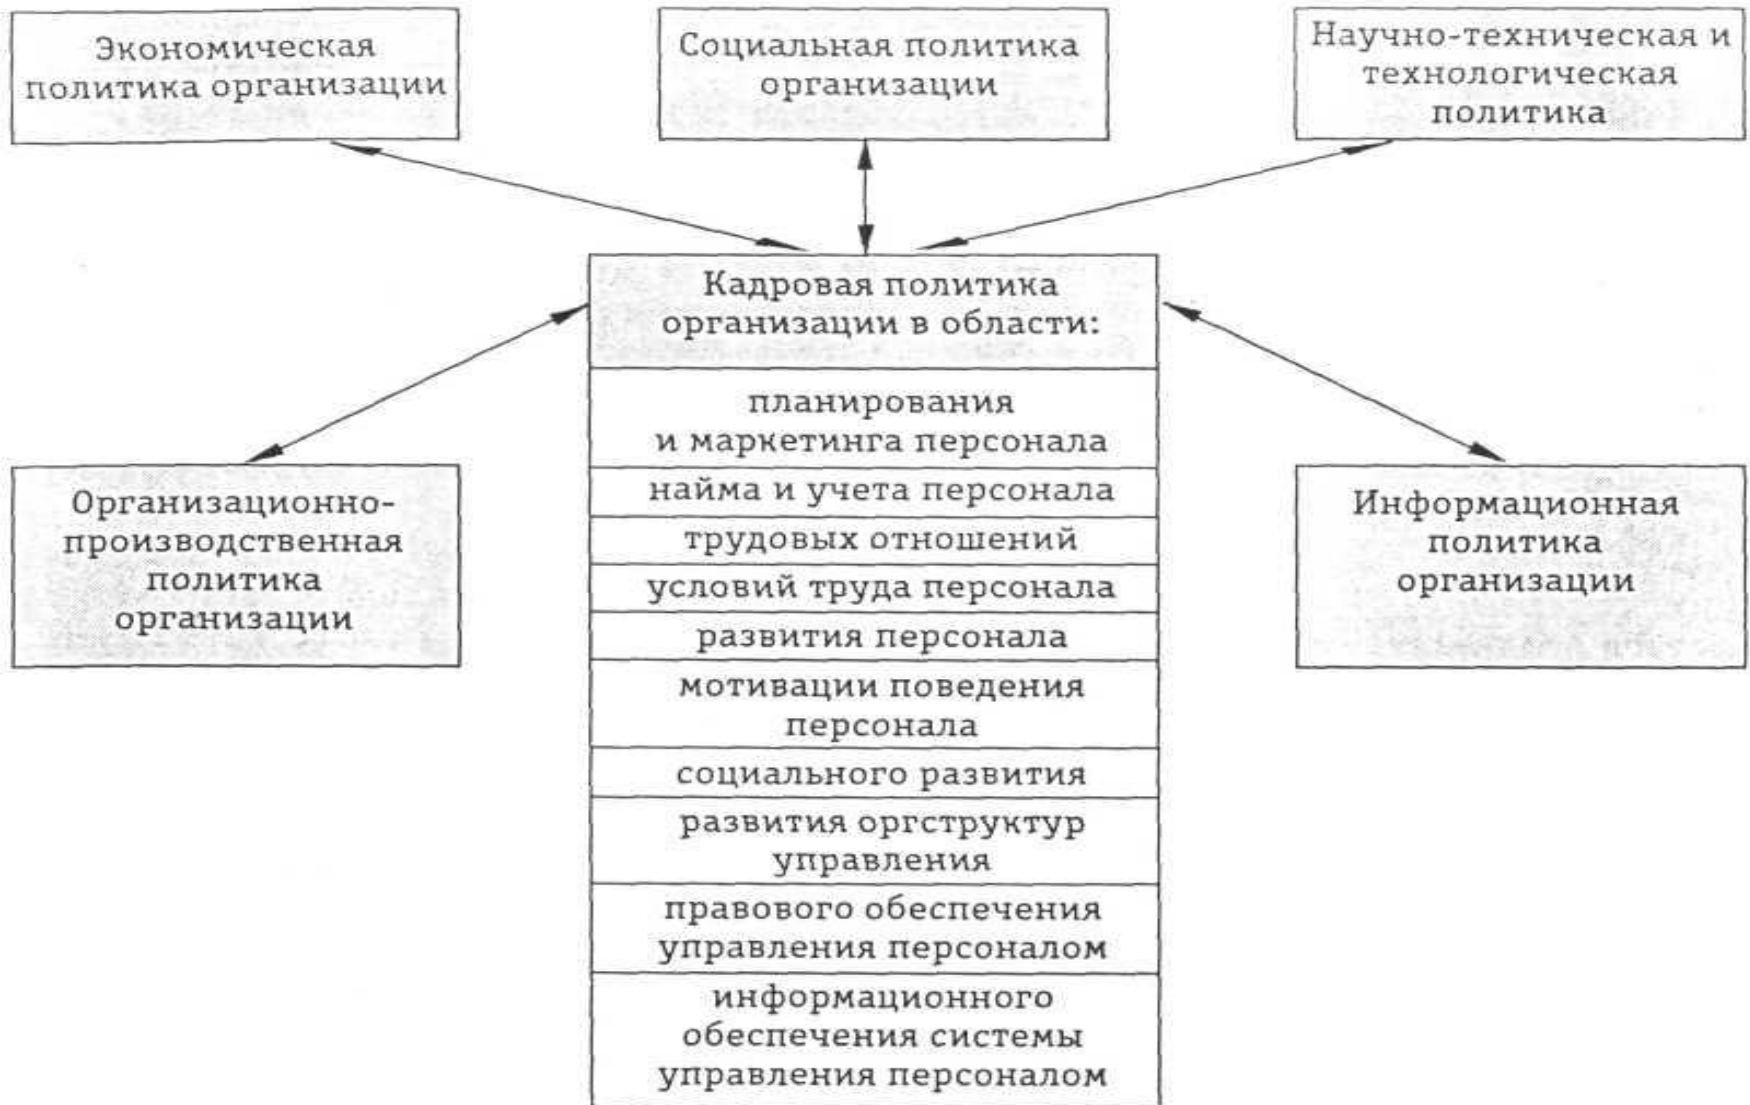 Экономическая
политика организации
Социальная политика
организации
Научно-техническая и
технологическая
политика
Кадровая политика
организации в области:
планирования
и маркетинга персонала
найма и учета персонала
трудовых отношений
условий труда персонала
развития персонала
мотивации поведения
персонала
социального развития
развития оргструктур
управления
правового обеспечения
управления персоналом
информационного
обеспечения системы
управления персоналом
Организационно-
производственная
политика
организации
Информационная
политика
организации